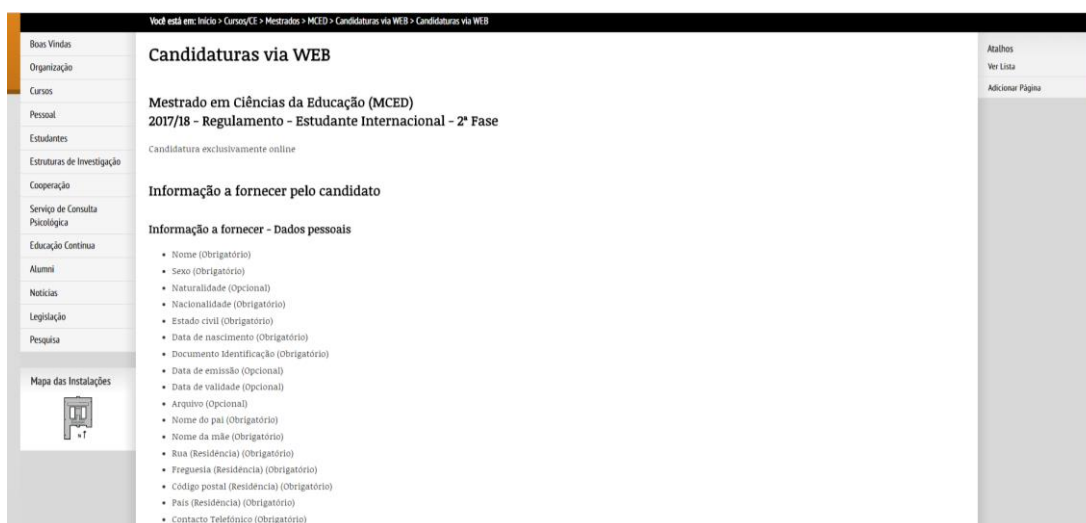 Você está em: Início > Cursos/CE > Mestrados > MCED > Candidaturas via WEB > Candidaturas via WEB
Boas Vindas
Organização
Cursos
Pessoal
Estudantes
Estruturas de Investigação
Cooperação
Serviço de Consulta
Psicológica
Educação Contínua
Alumni
Notícias
Legislação
Pesquisa
Mapa das Instalações
Candidaturas via WEB
Mestrado em Ciências da Educação (MCED)
2017/18 - Regulamento - Estudante Internacional - 2ª Fase
Candidatura exclusivamente online
Informação a fornecer pelo candidato
Informação a fornecer - Dados pessoais
• Nome (Obrigatório)
• Sexo (Obrigatório)
• Naturalidade (Opcional)
• Nacionalidade (Obrigatório)
• Estado civil (Obrigatório)
• Data de nascimento (Obrigatório)
• Documento Identificação (Obrigatório)
• Data de emissão (Opcional)
• Data de validade (Opcional)
• Arquivo (Opcional)
• Nome do pai (Obrigatório)
• Nome da mãe (Obrigatório)
• Rua (Residência) (Obrigatório)
• Freguesia (Residência) (Obrigatório)
• Código postal (Residência) (Obrigatório)
• País (Residência) (Obrigatório)
• Contacto Telefónico (Obrigatório)
Atalhos
Ver Lista
Adicionar Página